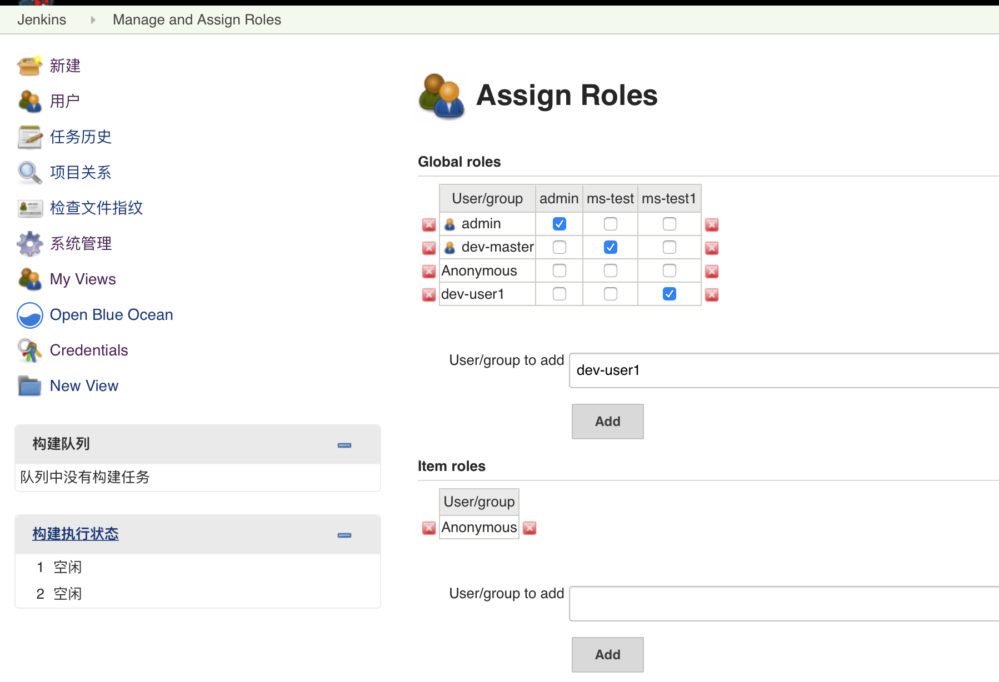 Jenkins Manage and Assign Roles
新建
用户
任务历史
项目关系
检查文件指纹
系统管理
My Views
Open Blue Ocean
Credentials
New View
构建队列
队列中没有构建任务
构建执行状态
1 空闲
2 空闲
Assign Roles
Global roles
User/group admin ms-test ms-test1
admin
dev-master
Anonymous
dev-user1
User/group to add dev-user1
Add
Item roles
User/group
Anonymous
User/group to add
Add